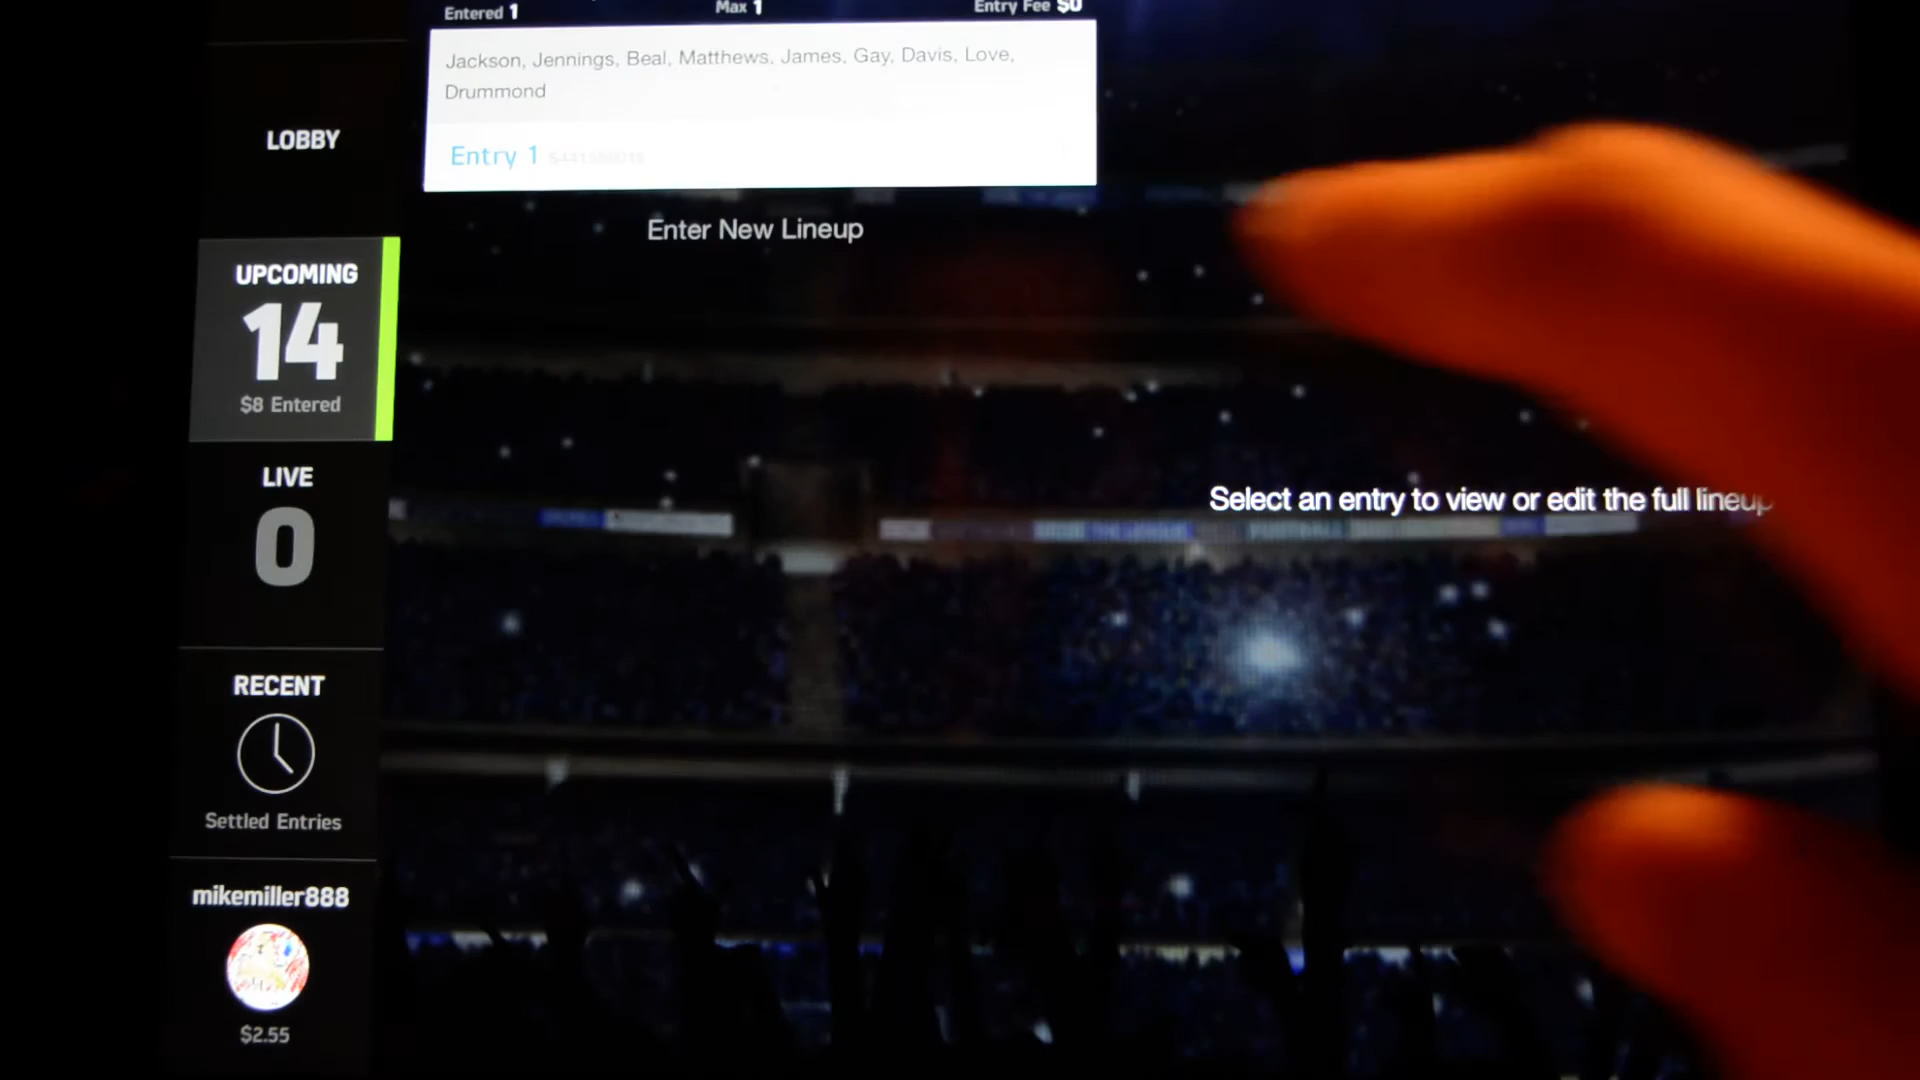 Entered 1
Max 1
Entry Fee $0
Jackson, Jennings, Beal, Matthews, James, Gay, Davis, Love,
Drummond
Entry 1
Enter New Lineup
LOBBY
UPCOMING
14
$8 Entered
LIVE
0
Select an entry to view or edit the full lineup
RECENT
Settled Entries
mikemiller888
$2.55